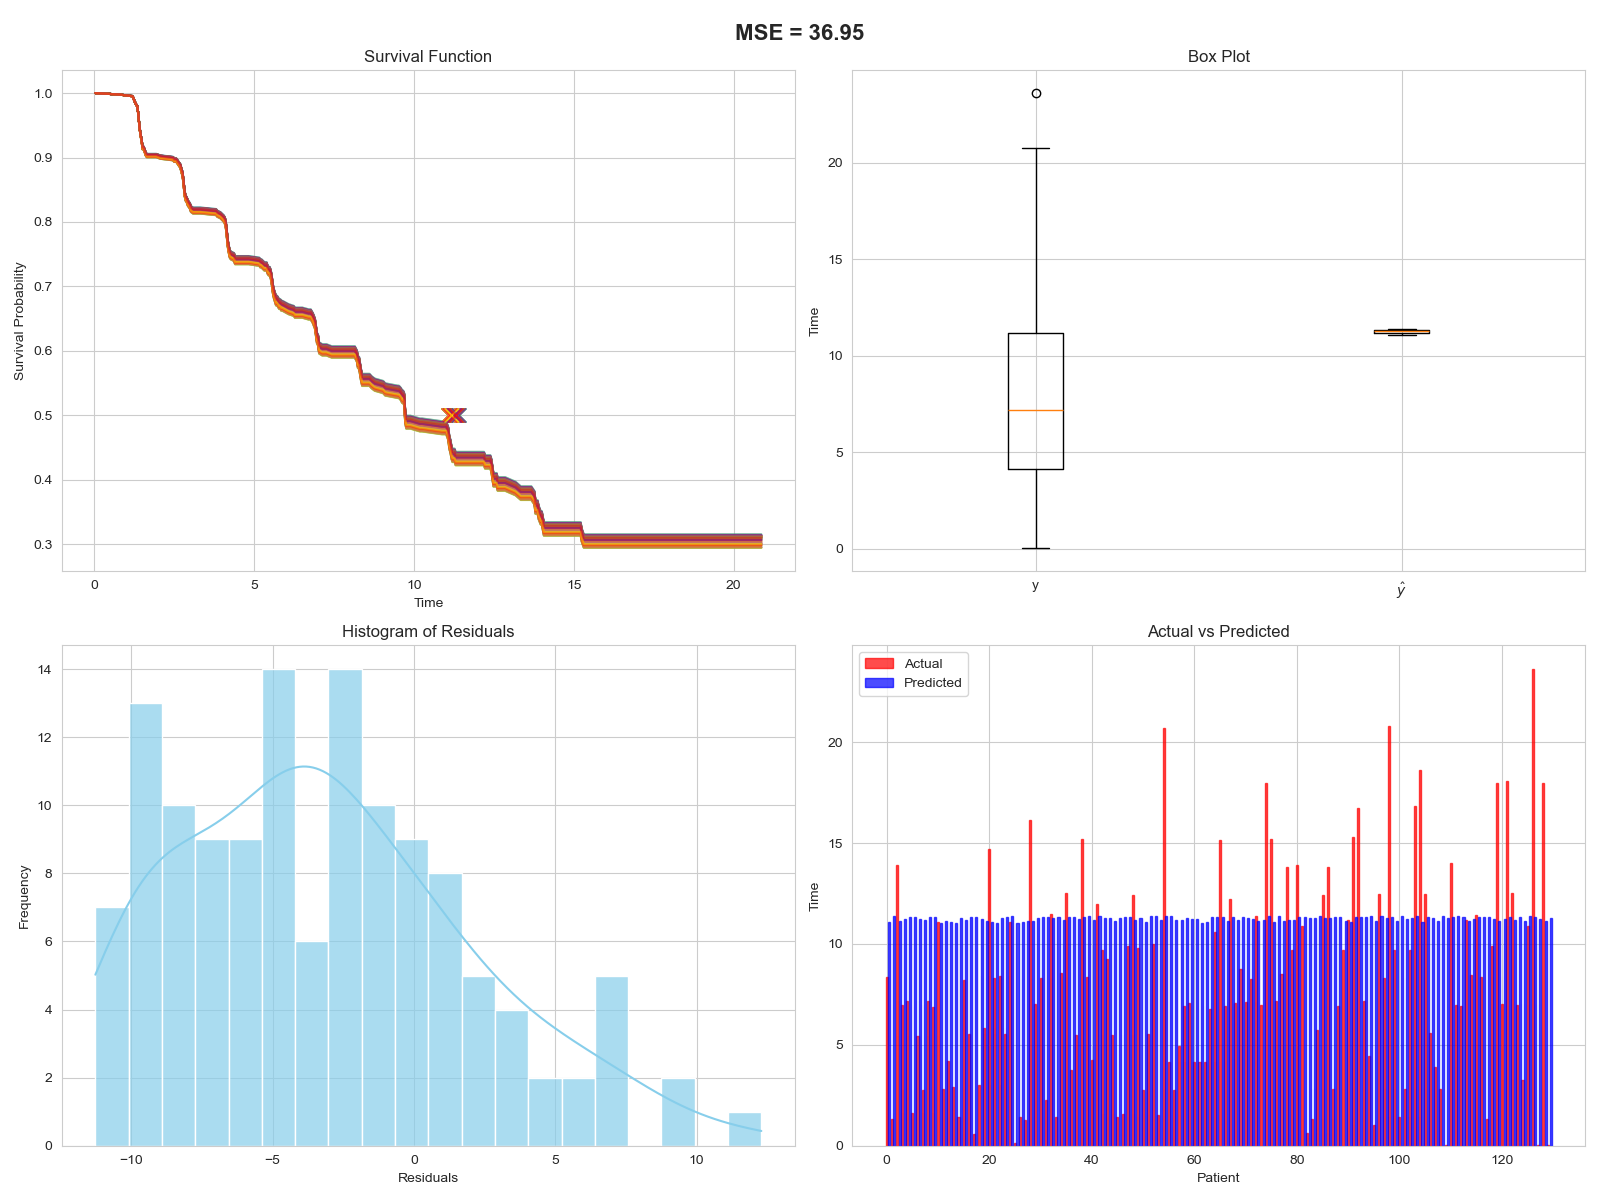 MSE = 36.95
Survival Function
Survival Probability
1.0
0.9
0.8
0.7
0.6
0.5
0.4
0.3
0 5 10 15 20
Time
Box Plot
Time
20
15
10
5
0
y ŷ
Histogram of Residuals
Frequency
14
12
10
8
6
4
2
0
−10 −5 0 5 10
Residuals
Actual vs Predicted
Actual
Predicted
Time
20
15
10
5
0
0 20 40 60 80 100 120
Patient